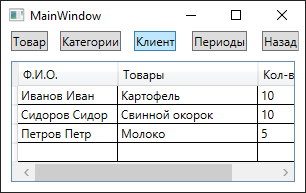 MainWindow
Товар Категории Клиент Периоды Назад
Ф.И.О. Товары Кол-в
Иванов Иван Картофель 10
Сидоров Сидор Свинной окорок 10
Петров Петр Молоко 5